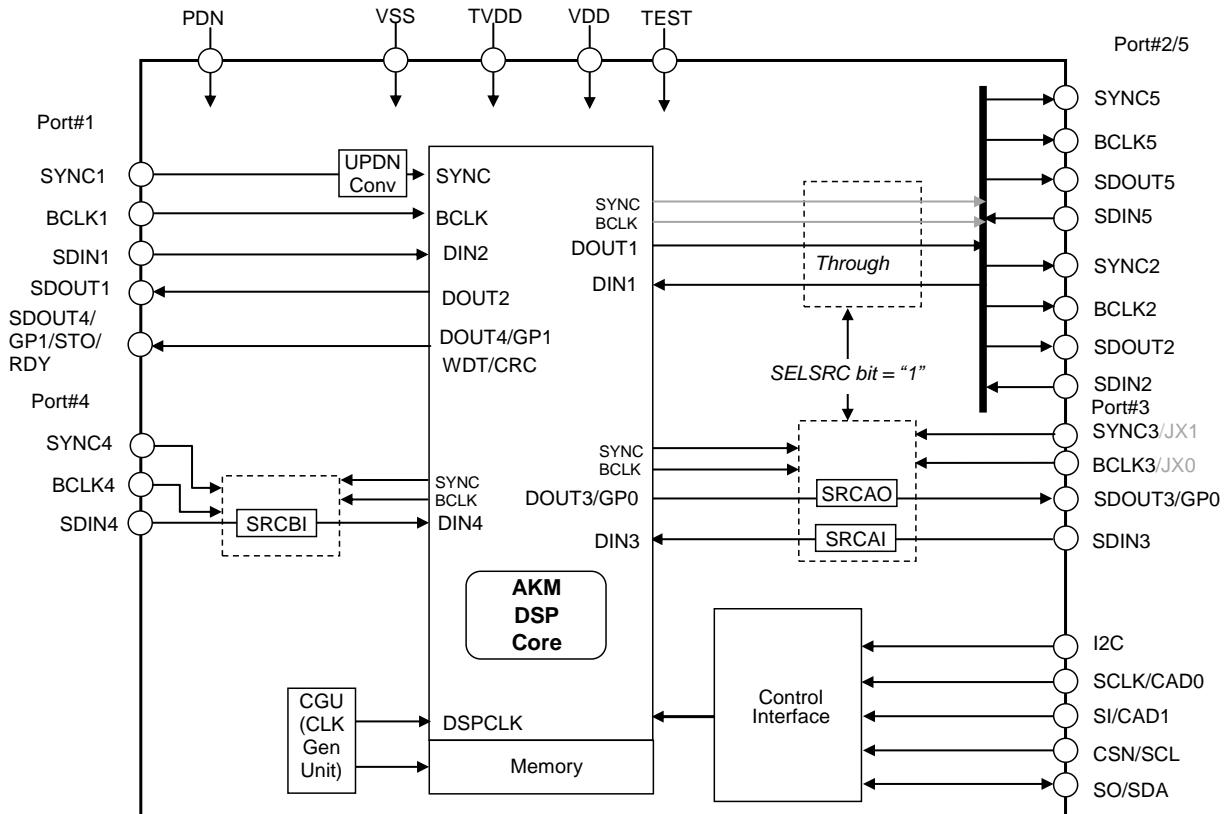 PDN
VSS
TVDD
VDD
TEST
Port#2/5
Port#1
SYNC1
BCLK1
SDIN1
SDOUT1
SDOUT4/
GP1/STO/
RDY
Port#4
SYNC4
BCLK4
SDIN4
UPDN
Conv
SYNC
BCLK
DIN2
DOUT2
DOUT4/GP1
WDT/CRC
SYNC
BCLK
DIN4
SRCBI
SYNC
BCLK
DOUT1
DIN1
Through
SELSRC bit = “1”
SYNC
BCLK
DOUT3/GP0
DIN3
SRCAO
SRCAI
AKM
DSP
Core
CGU
(CLK
Gen
Unit)
DSPCLK
Memory
Control
Interface
SYNC5
BCLK5
SDOUT5
SDIN5
SYNC2
BCLK2
SDOUT2
SDIN2
Port#3
SYNC3/JX1
BCLK3/JX0
SDOUT3/GP0
SDIN3
I2C
SCLK/CAD0
SI/CAD1
CSN/SCL
SO/SDA